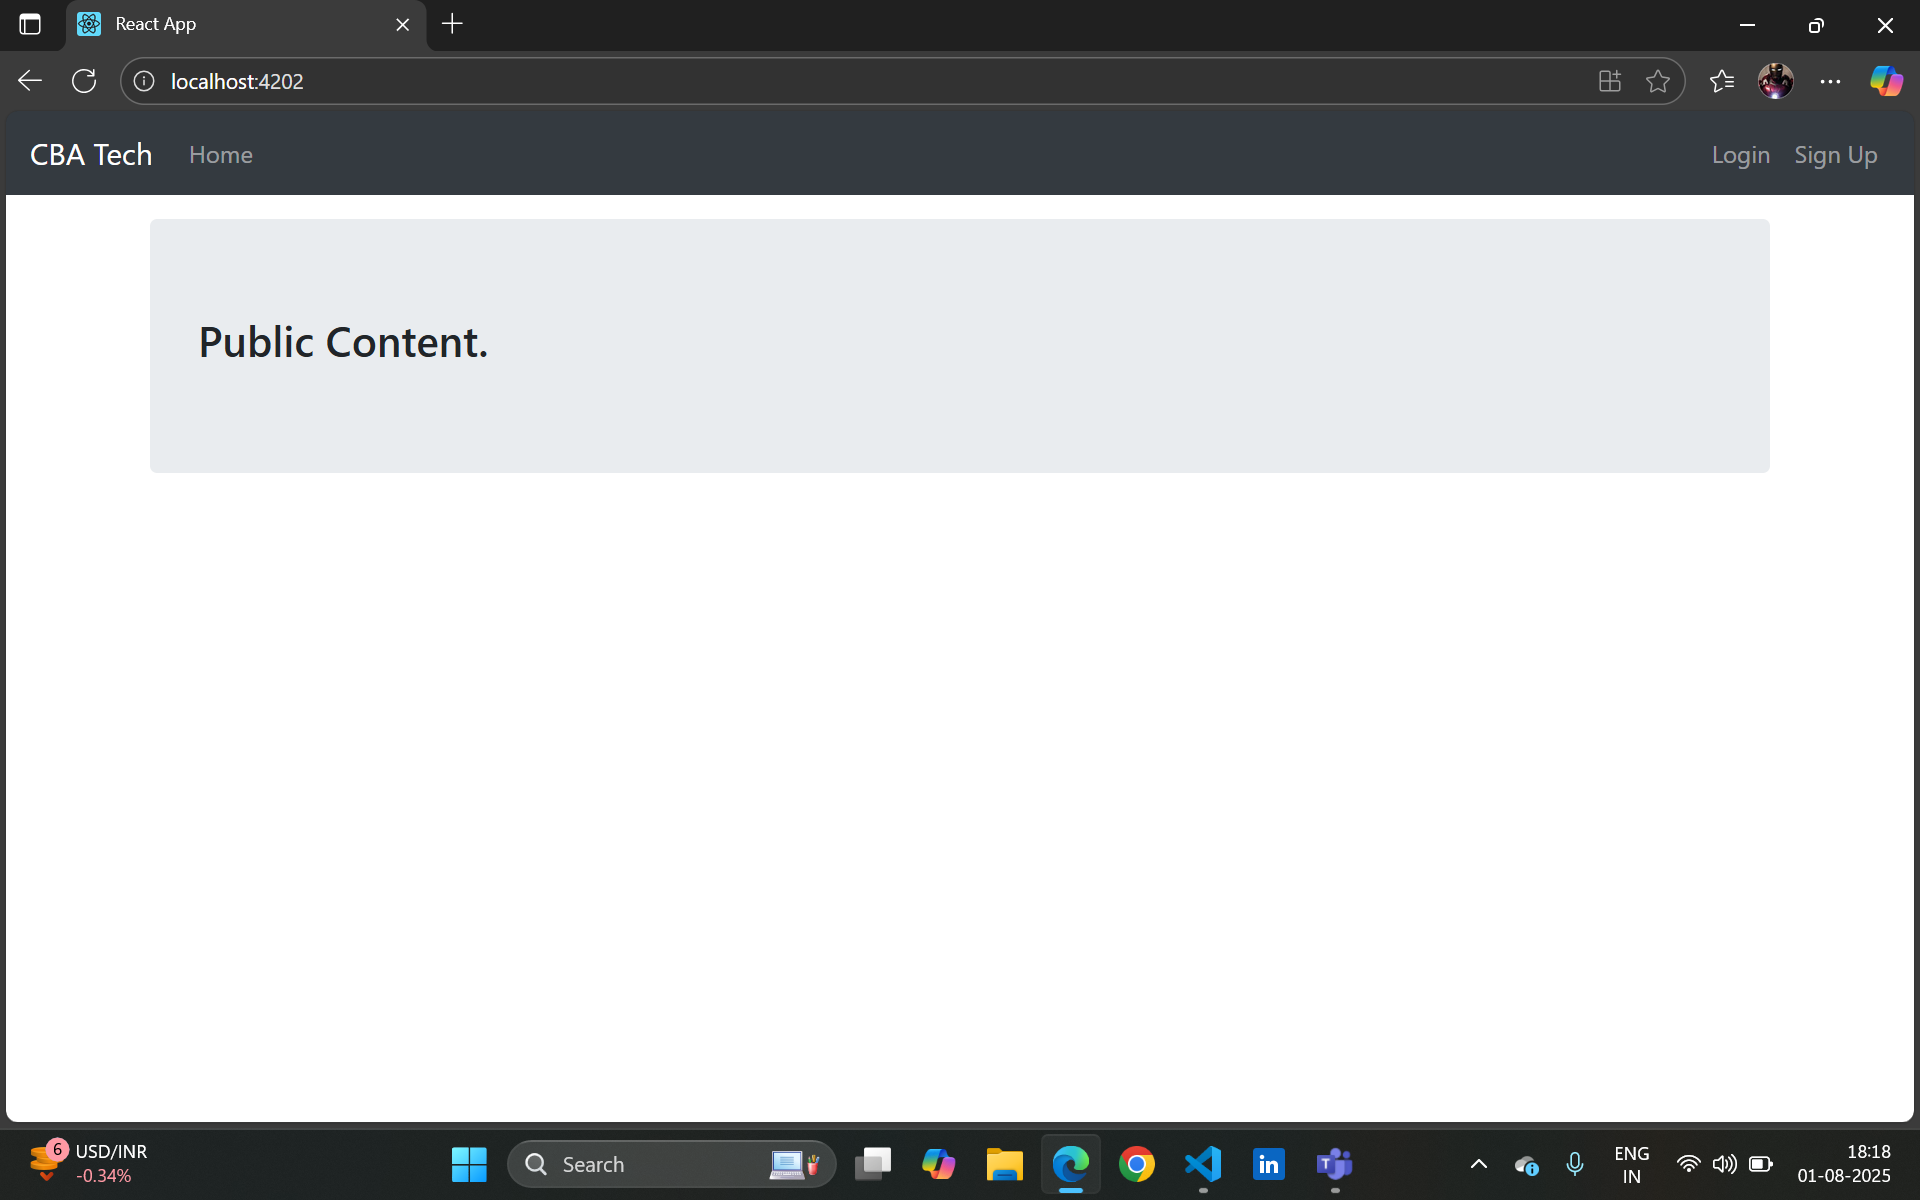 React App
localhost:4202
CBA Tech
Home
Login
Sign Up
Public Content.
6
USD/INR
-0.34%
Search
ENG
IN
18:18
01-08-2025